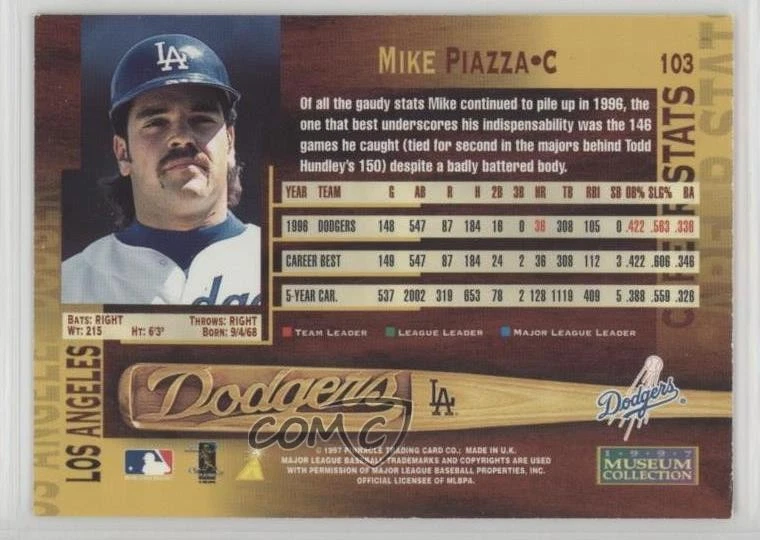 MIKE PIAZZA•C
103
LA
Of all the gaudy stats Mike continued to pile up in 1996, the
one that best underscores his indispensability was the 146
games he caught (tied for second in the majors behind Todd
Hundley's 150) despite a badly battered body.
CAREER STATS
YEAR TEAM G AB R H 2B 3B HR TB RBI SB OB% SLG% BA
1996 DODGERS 148 547 87 184 16 0 36 308 105 0 .422 .563 .336
CAREER BEST 149 547 87 184 24 2 36 308 112 3 .422 .606 .346
5-YEAR CAR. 537 2002 319 653 78 2 128 1119 409 5 .388 .559 .326
BATS: RIGHT THROWS: RIGHT
WT: 215 HT: 6'3" BORN: 9/4/68
TEAM LEADER LEAGUE LEADER MAJOR LEAGUE LEADER
LOS ANGELES
Dodgers
LA
Dodgers
COMC
© 1997 PINNACLE TRADING CARD CO.; MADE IN U.K.
MAJOR LEAGUE BASEBALL TRADEMARKS AND COPYRIGHTS ARE USED
WITH PERMISSION OF MAJOR LEAGUE BASEBALL PROPERTIES, INC.
OFFICIAL LICENSEE OF MLBPA.
1997
MUSEUM
COLLECTION